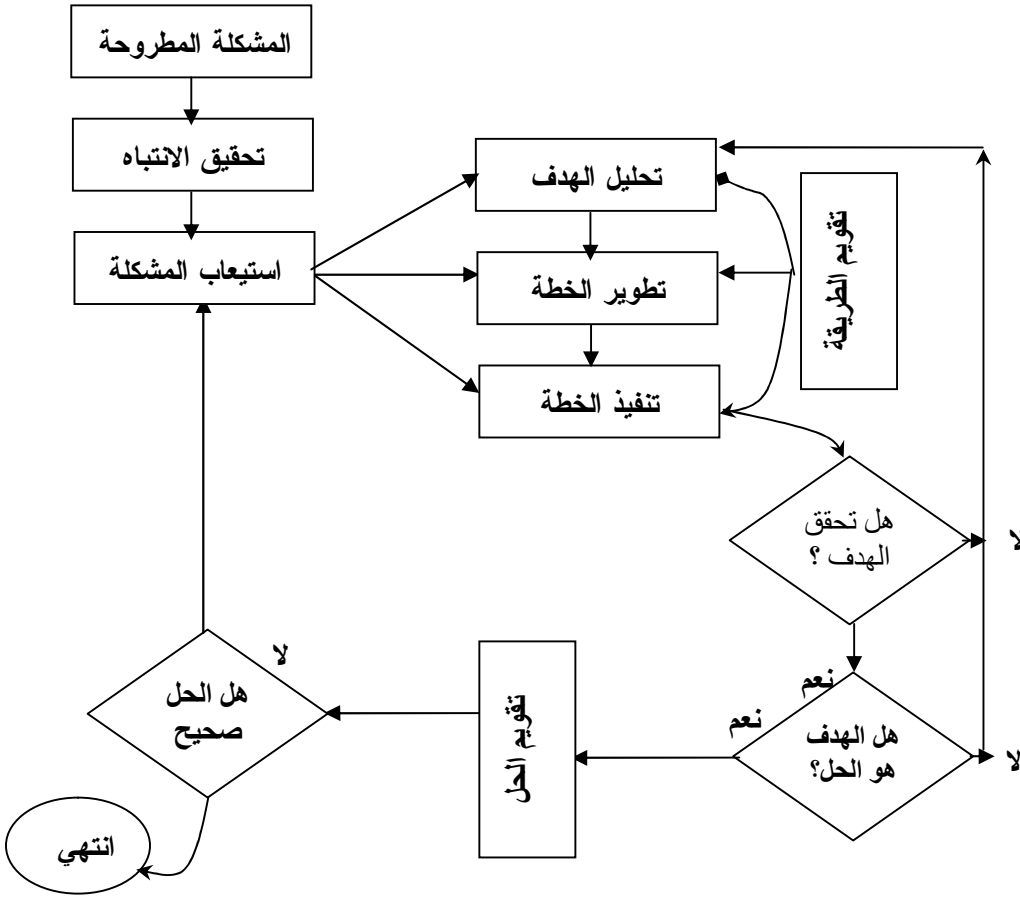 المشكلة المطروحة
تحقيق الانتباه
استيعاب المشكلة
تحليل الهدف
تطوير الخطة
تنفيذ الخطة
تقويم الطريقة
هل تحقق
الهدف ؟
لا
نعم
هل الهدف
هو الحل؟
لا
نعم
تقويم الحل
هل الحل
صحيح
لا
انتهي